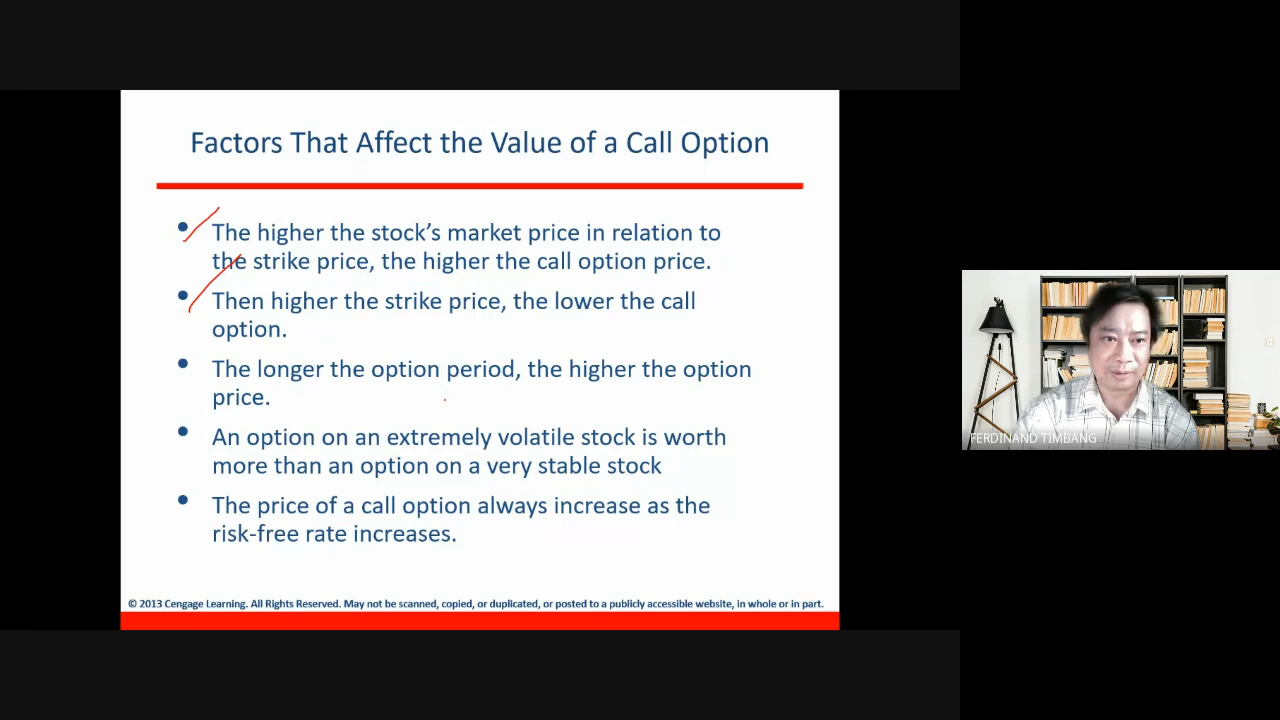 Factors That Affect the Value of a Call Option
• The higher the stock's market price in relation to
the strike price, the higher the call option price.
• Then higher the strike price, the lower the call
option.
• The longer the option period, the higher the option
price.
• An option on an extremely volatile stock is worth
more than an option on a very stable stock
• The price of a call option always increase as the
risk-free rate increases.
© 2013 Cengage Learning. All Rights Reserved. May not be scanned, copied, or duplicated, or posted to a publicly accessible website, in whole or in part.
FERDINAND TIMBANG